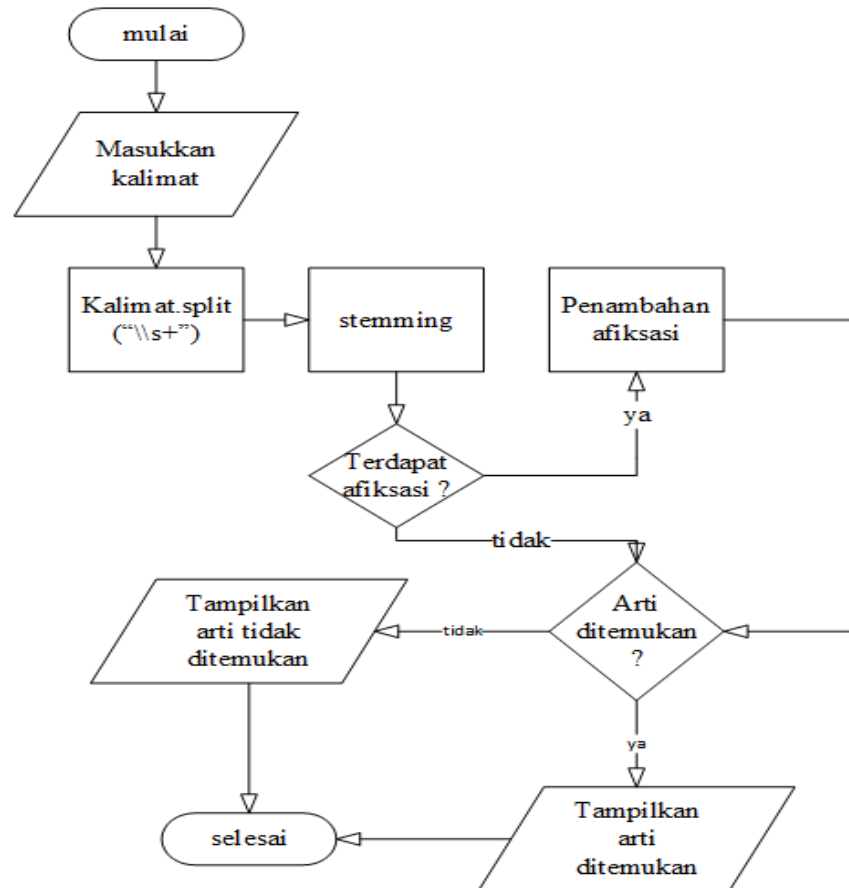 mulai
Masukkan
kalimat
Kalimat.split
(“\\s+”)
stemming
Penambahan
afiksasi
ya
Terdapat
afiksasi ?
tidak
Arti
ditemukan
?
tidak
Tampilkan
arti tidak
ditemukan
ya
Tampilkan
arti
ditemukan
selesai